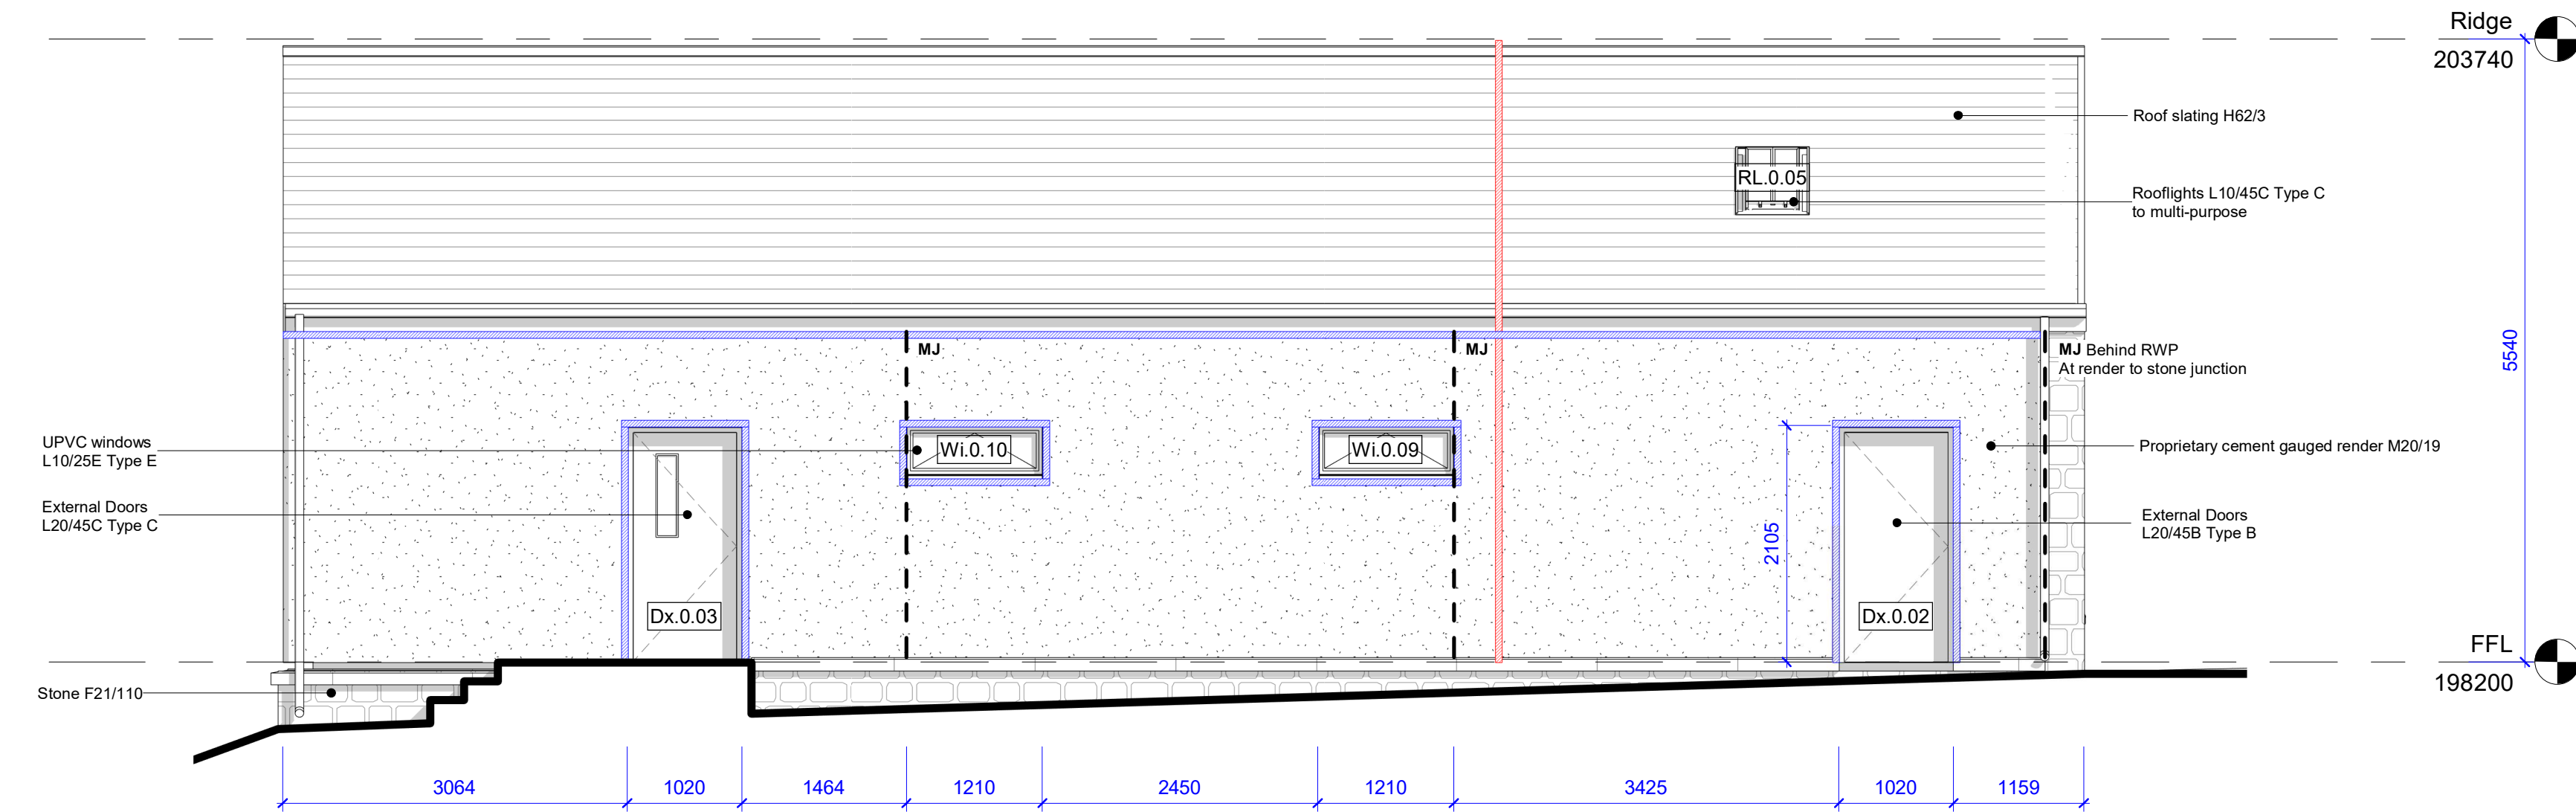 Ridge
203740
Roof slating H62/3
RL.0.05
Rooflights L10/45C Type C
to multi-purpose
5540
MJ
MJ
MJ Behind RWP
At render to stone junction
UPVC windows
L10/25E Type E
Wi.0.10
Wi.0.09
Proprietary cement gauged render M20/19
External Doors
L20/45C Type C
2105
External Doors
L20/45B Type B
Dx.0.03
Dx.0.02
FFL
198200
Stone F21/110
3064
1020
1464
1210
2450
1210
3425
1020
1159